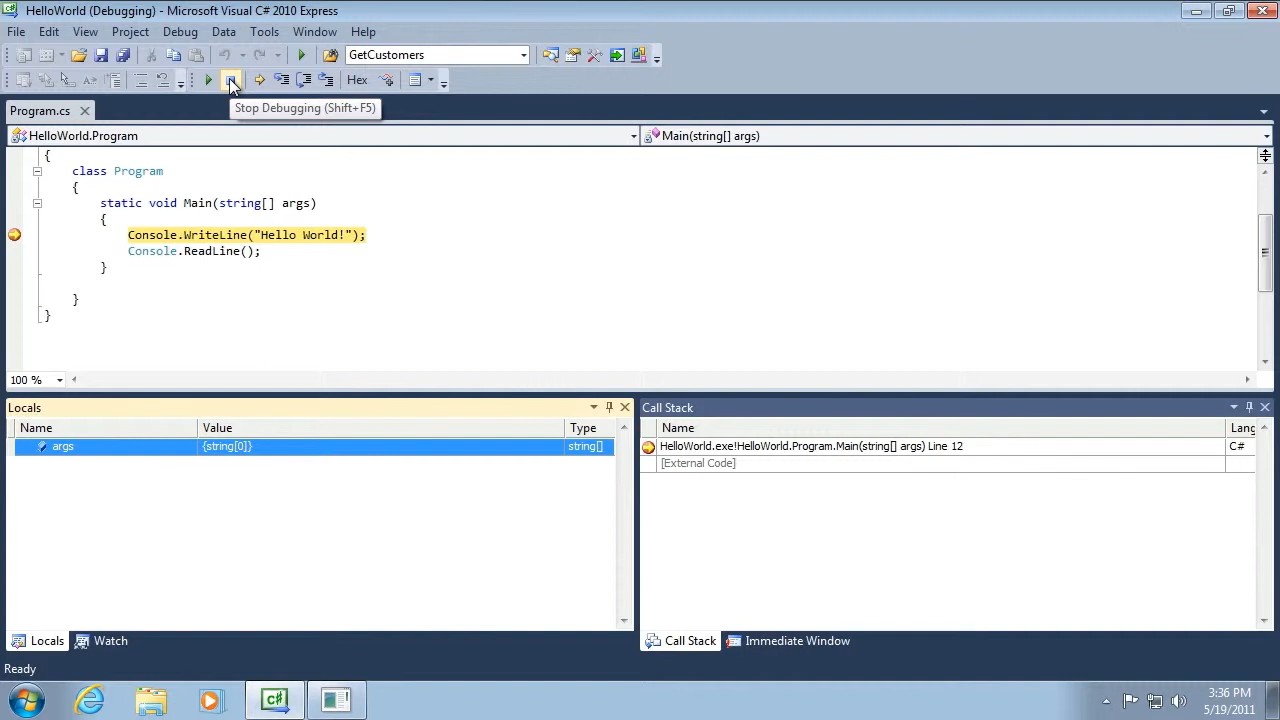 HelloWorld (Debugging) - Microsoft Visual C# 2010 Express
File Edit View Project Debug Data Tools Window Help
GetCustomers
Hex
Stop Debugging (Shift+F5)
Program.cs
HelloWorld.Program
Main(string[] args)
{
class Program
{
static void Main(string[] args)
{
Console.WriteLine("Hello World!");
Console.ReadLine();
}
}
}
100 %
Locals
Name Value Type
args {string[0]} string[]
Locals Watch
Call Stack
Name Lang
HelloWorld.exe!HelloWorld.Program.Main(string[] args) Line 12 C#
[External Code]
Call Stack Immediate Window
Ready
C#
3:36 PM
5/19/2011